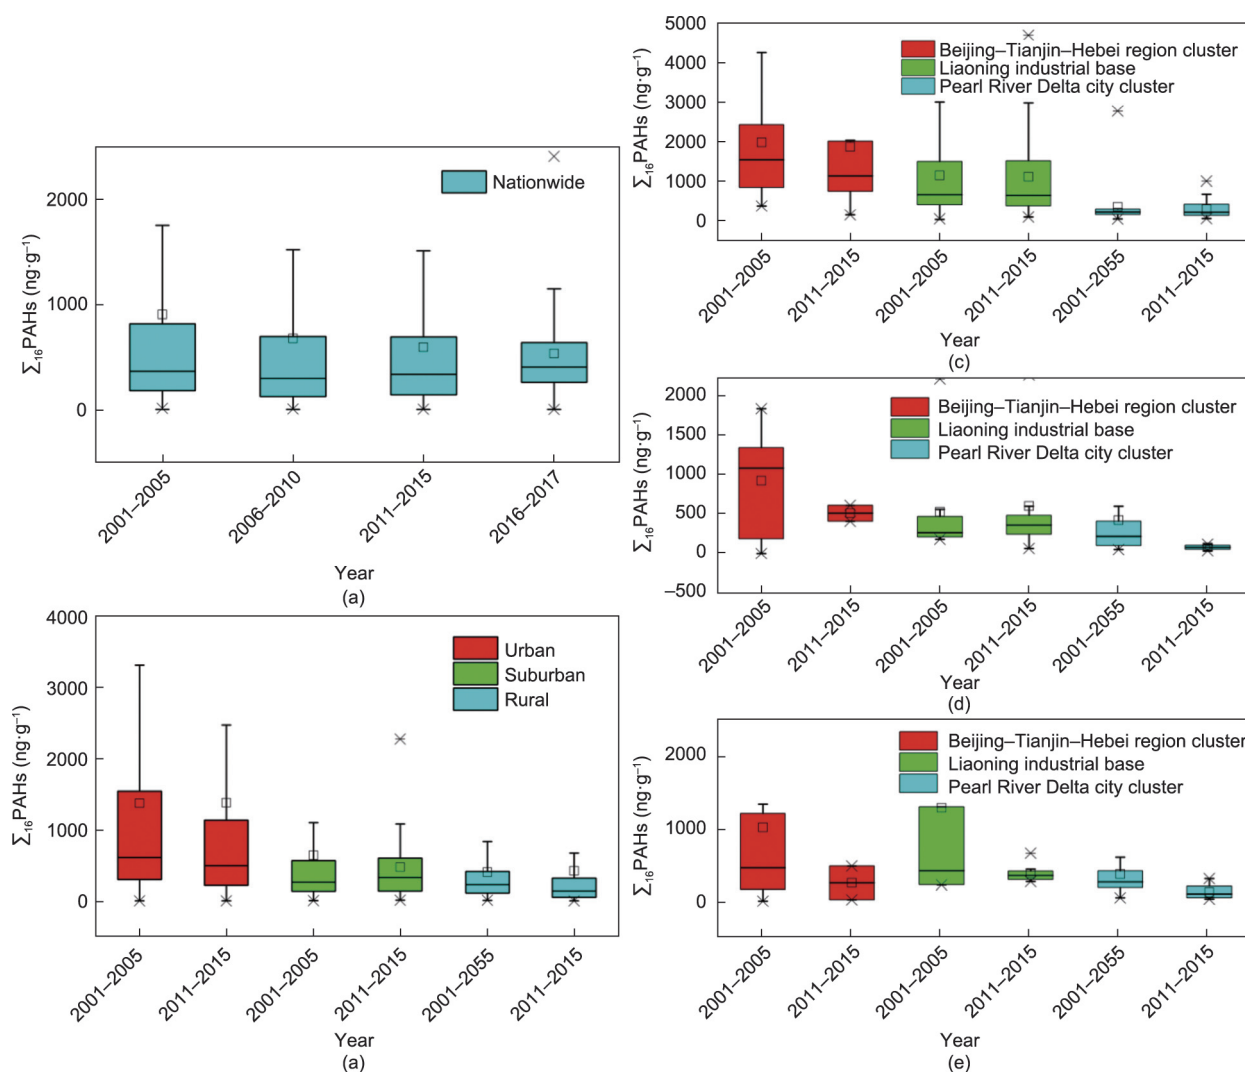 Σ16PAHs (ng·g–1)
2000
1000
0
Nationwide
2001–2005
2006–2010
2011–2015
2016–2017
Year
(a)
Σ16PAHs (ng·g–1)
4000
3000
2000
1000
0
Urban
Suburban
Rural
2001–2005
2011–2015
2001–2005
2011–2015
2001–2055
2011–2015
Year
(a)
Σ16PAHs (ng·g–1)
5000
4000
3000
2000
1000
0
Beijing–Tianjin–Hebei region cluster
Liaoning industrial base
Pearl River Delta city cluster
2001–2005
2011–2015
2001–2005
2011–2015
2001–2055
2011–2015
Year
(c)
Σ16PAHs (ng·g–1)
2000
1500
1000
500
0
–500
Beijing–Tianjin–Hebei region cluster
Liaoning industrial base
Pearl River Delta city cluster
2001–2005
2011–2015
2001–2005
2011–2015
2001–2055
2011–2015
Year
(d)
Σ16PAHs (ng·g–1)
2000
1000
0
Beijing–Tianjin–Hebei region cluster
Liaoning industrial base
Pearl River Delta city cluster
2001–2005
2011–2015
2001–2005
2011–2015
2001–2055
2011–2015
Year
(e)